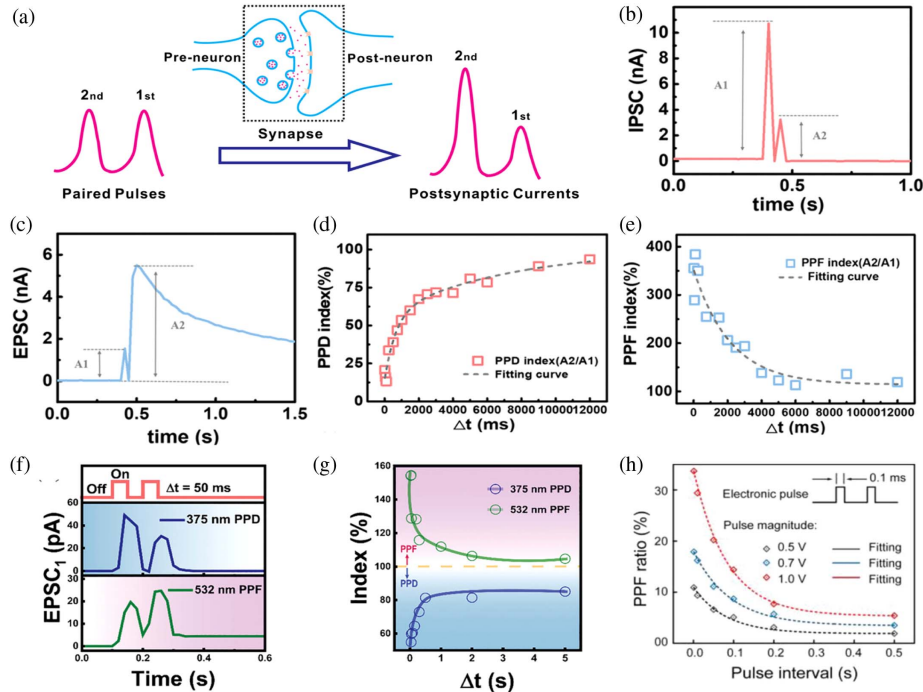 (a)
Pre-neuron
Post-neuron
2nd
1st
Synapse
Paired Pulses
2nd
1st
Postsynaptic Currents
(b)
IPSC (nA)
10
8
6
4
2
0
A1
A2
0.0
0.5
1.0
time (s)
(c)
EPSC (nA)
6
4
2
0
A1
A2
0.0
0.5
1.0
1.5
time (s)
(d)
PPD index(%)
100
75
50
25
0
PPD index(A2/A1)
Fitting curve
0 2000 4000 6000 8000 10000 12000
Δt (ms)
(e)
PPF index(%)
400
300
200
100
PPF index(A2/A1)
Fitting curve
0 2000 4000 6000 8000 10000 12000
Δt (ms)
(f)
EPSC1 (pA)
Off
On
Δt = 50 ms
60
40
20
0
375 nm PPD
30
20
10
0
532 nm PPF
0.0
0.2
0.4
0.6
Time (s)
(g)
Index (%)
160
140
120
100
80
60
375 nm PPD
532 nm PPF
PPF
PPD
0 1 2 3 4 5
Δt (s)
(h)
PPF ratio (%)
30
20
10
00
Electronic pulse
0.1 ms
Pulse magnitude:
0.5 V Fitting
0.7 V Fitting
1.0 V Fitting
0.0 0.1 0.2 0.3 0.4 0.5
Pulse interval (s)